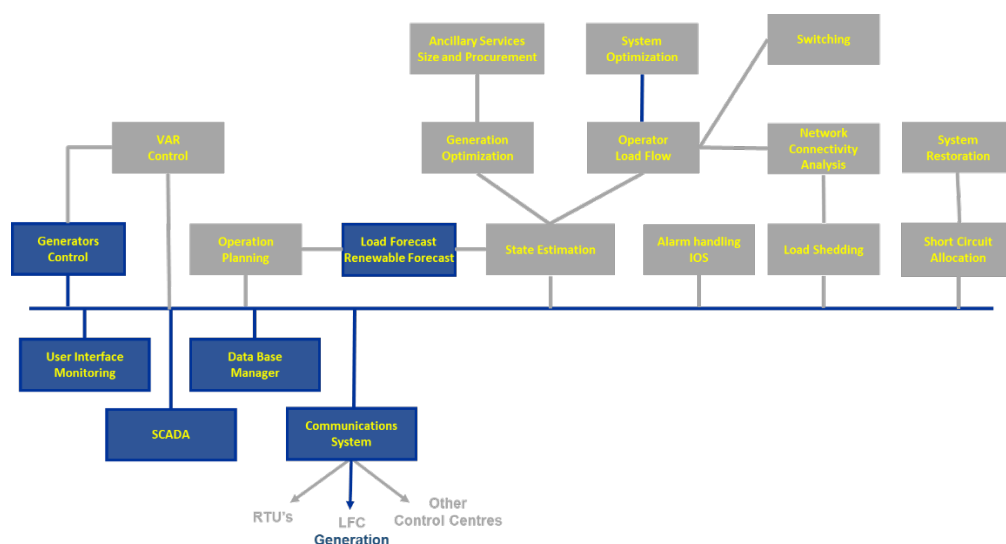 Ancillary Services
Size and Procurement
System
Optimization
Switching
VAR
Control
Generation
Optimization
Operator
Load Flow
Network
Connectivity
Analysis
System
Restoration
Generators
Control
Operation
Planning
Load Forecast
Renewable Forecast
State Estimation
Alarm handling
IOS
Load Shedding
Short Circuit
Allocation
User Interface
Monitoring
Data Base
Manager
SCADA
Communications
System
RTU's
LFC
Generation
Other
Control Centres